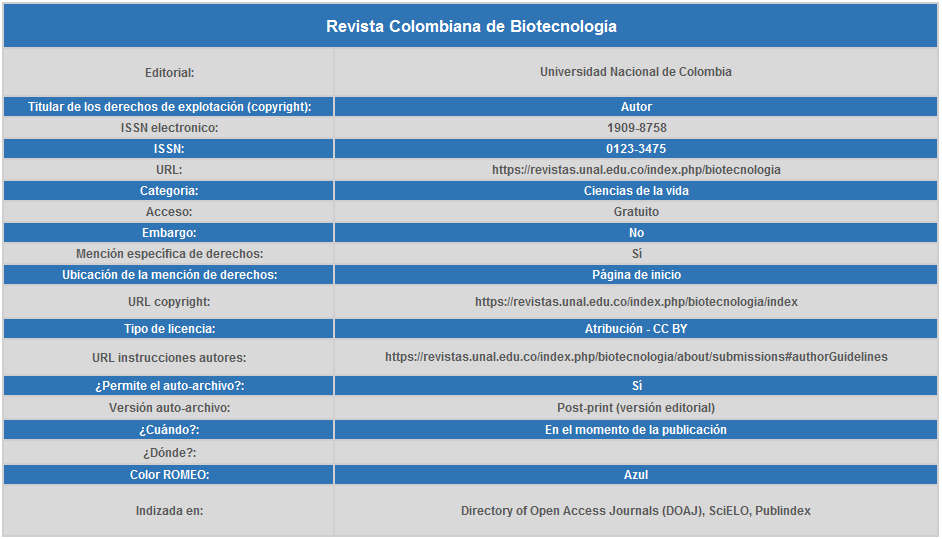 Revista Colombiana de Biotecnología
Editorial: Universidad Nacional de Colombia
Titular de los derechos de explotación (copyright): Autor
ISSN electronico: 1909-8758
ISSN: 0123-3475
URL: https://revistas.unal.edu.co/index.php/biotecnologia
Categoria: Ciencias de la vida
Acceso: Gratuito
Embargo: No
Mención específica de derechos: Sí
Ubicación de la mención de derechos: Página de inicio
URL copyright: https://revistas.unal.edu.co/index.php/biotecnologia/index
Tipo de licencia: Atribución - CC BY
URL instrucciones autores: https://revistas.unal.edu.co/index.php/biotecnologia/about/submissions#authorGuidelines
¿Permite el auto-archivo?: Sì
Versión auto-archivo: Post-print (versión editorial)
¿Cuándo?: En el momento de la publicación
¿Dónde?:
Color ROMEO: Azul
Indizada en: Directory of Open Access Journals (DOAJ), SciELO, Publindex